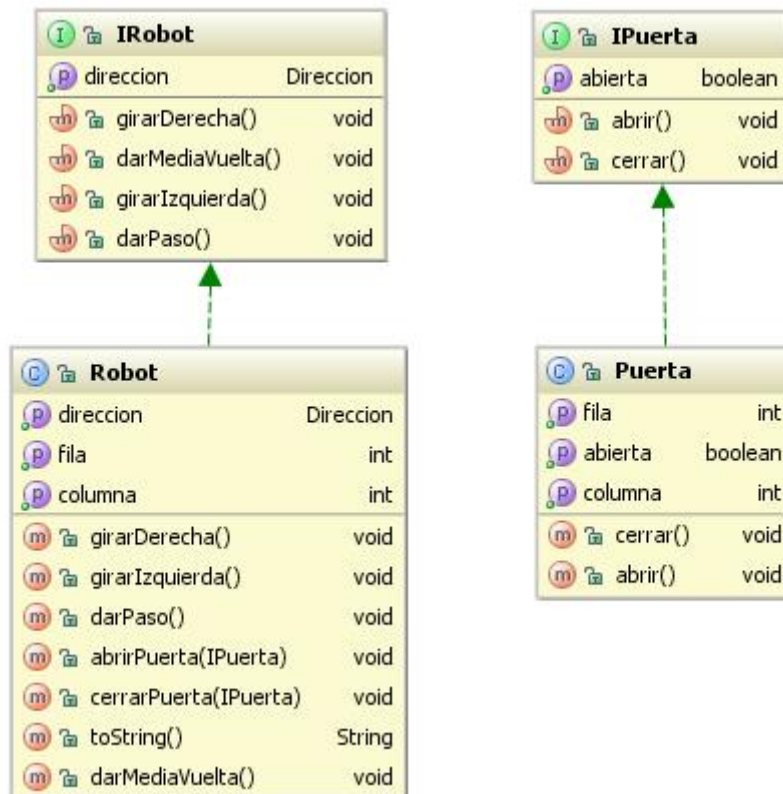 IRobot
direccion Direccion
girarDerecha() void
darMediaVuelta() void
girarIzquierda() void
darPaso() void
IPuerta
abierta boolean
abrir() void
cerrar() void
Robot
direccion Direccion
fila int
columna int
girarDerecha() void
girarIzquierda() void
darPaso() void
abrirPuerta(IPuerta) void
cerrarPuerta(IPuerta) void
toString() String
darMediaVuelta() void
Puerta
fila int
abierta boolean
columna int
cerrar() void
abrir() void